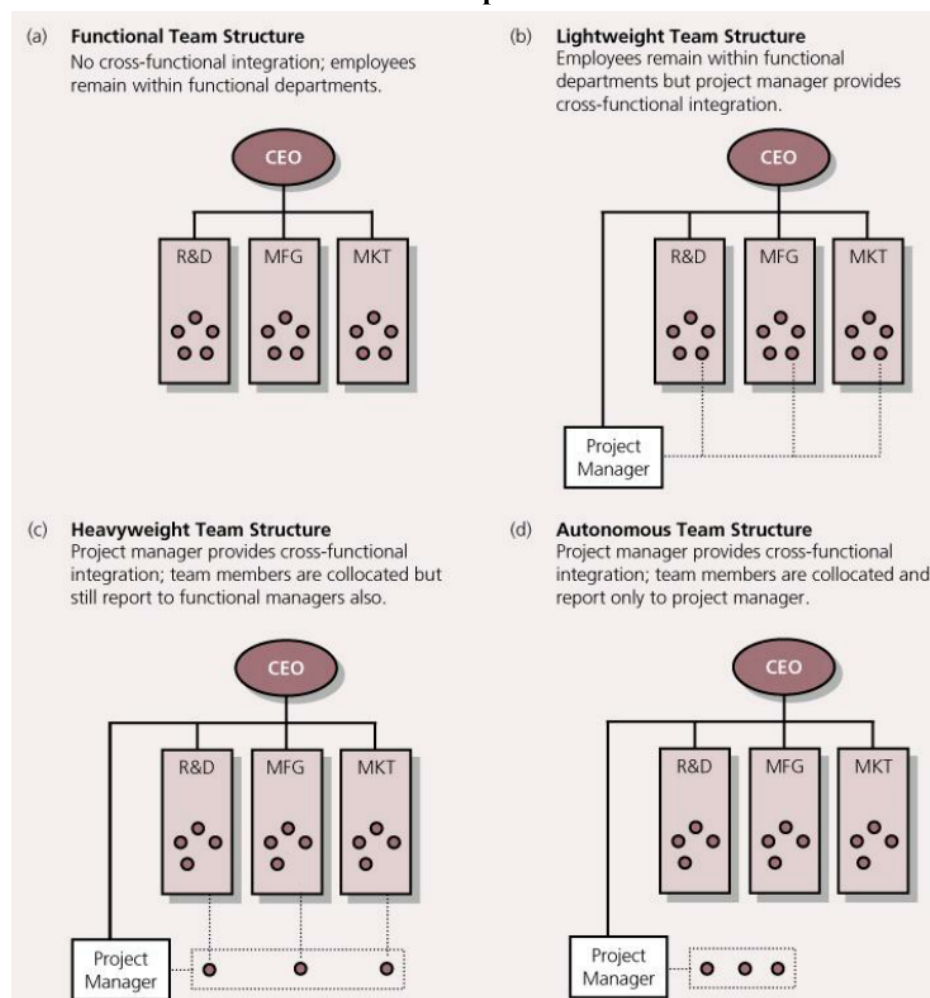 (a) Functional Team Structure
No cross-functional integration; employees
remain within functional departments.
CEO
R&D MFG MKT
(b) Lightweight Team Structure
Employees remain within functional
departments but project manager provides
cross-functional integration.
CEO
R&D MFG MKT
Project
Manager
(c) Heavyweight Team Structure
Project manager provides cross-functional
integration; team members are collocated but
still report to functional managers also.
CEO
R&D MFG MKT
Project
Manager
(d) Autonomous Team Structure
Project manager provides cross-functional
integration; team members are collocated and
report only to project manager.
CEO
R&D MFG MKT
Project
Manager